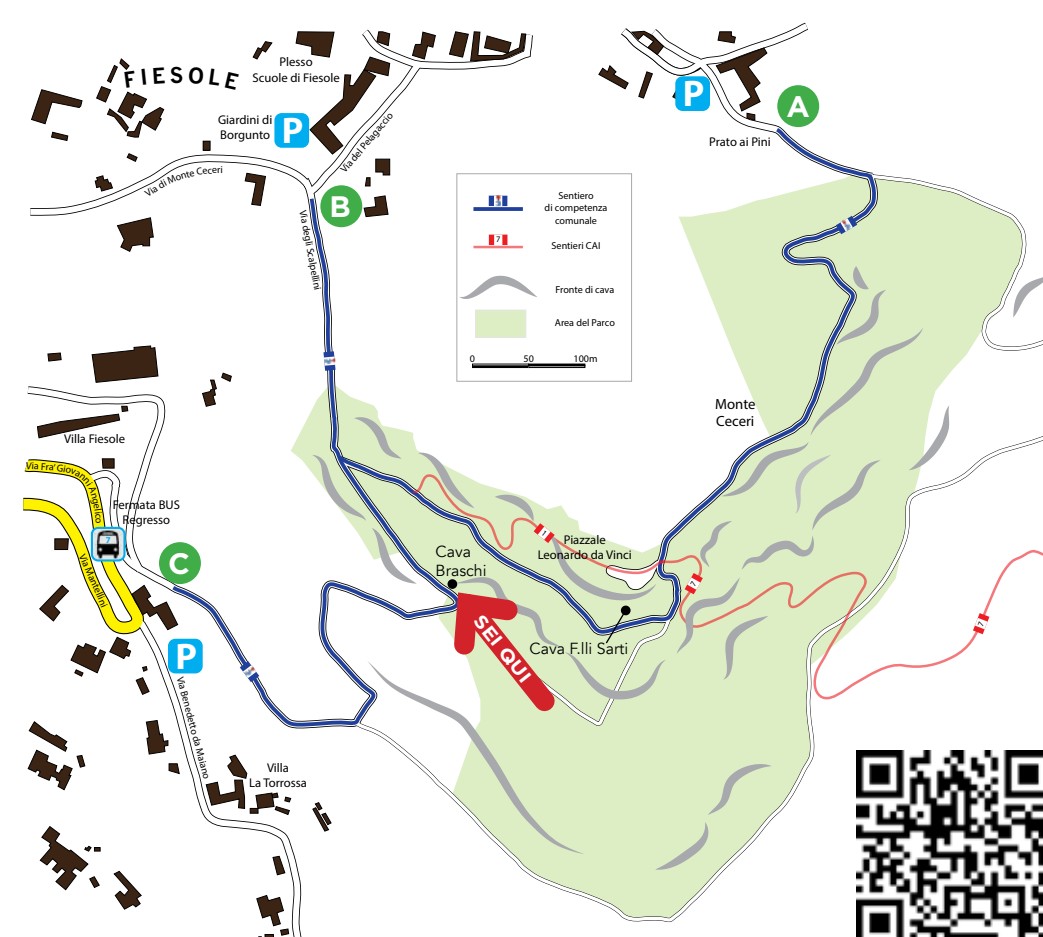 FIESOLE
Plesso
Scuole di Fiesole
Giardini di
Borgunto
P
Via del Pelagaccio
Via di Monte Ceceri
B
Via degli Scalpellini
P
A
Prato ai Pini
Sentiero
di competenza
comunale
7
Sentieri CAI
Fronte di cava
Area del Parco
0 50 100m
Monte
Ceceri
Villa Fiesole
Via Fra' Giovanni Angelico
Fermata BUS
Regresso
7
Via Mantellini
C
P
Via Benedetto da Maiano
Villa
La Torrossa
Cava
Braschi
SEI QUI
1
Piazzale
Leonardo da Vinci
7
Cava F.lli Sarti
7